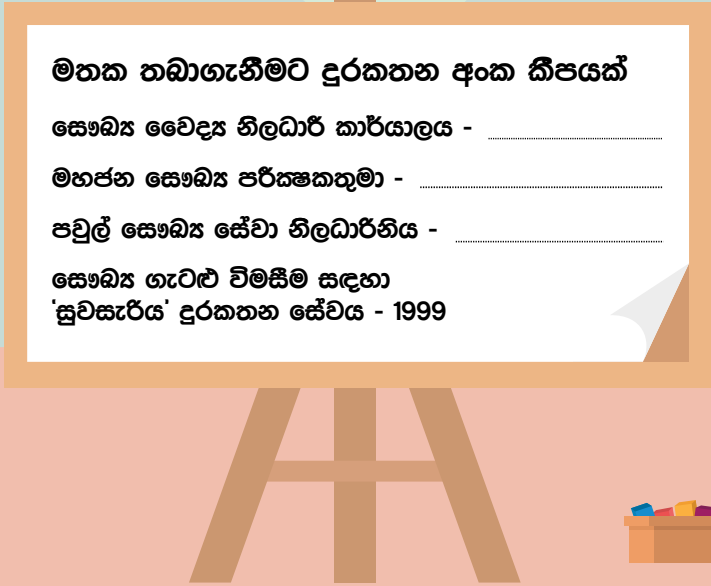 මතක තබාගැනීමට දුරකතන අංක කීපයක්
සෞඛ්‍ය වෛද්‍ය නිලධාරී කාර්යාලය - ....................
මහජන සෞඛ්‍ය පරීක්ෂකතුමා - ....................
පවුල් සෞඛ්‍ය සේවා නිලධාරිනිය - ....................
සෞඛ්‍ය ගැටළු විමසීම සඳහා
'සුවසැරිය' දුරකතන සේවය - 1999